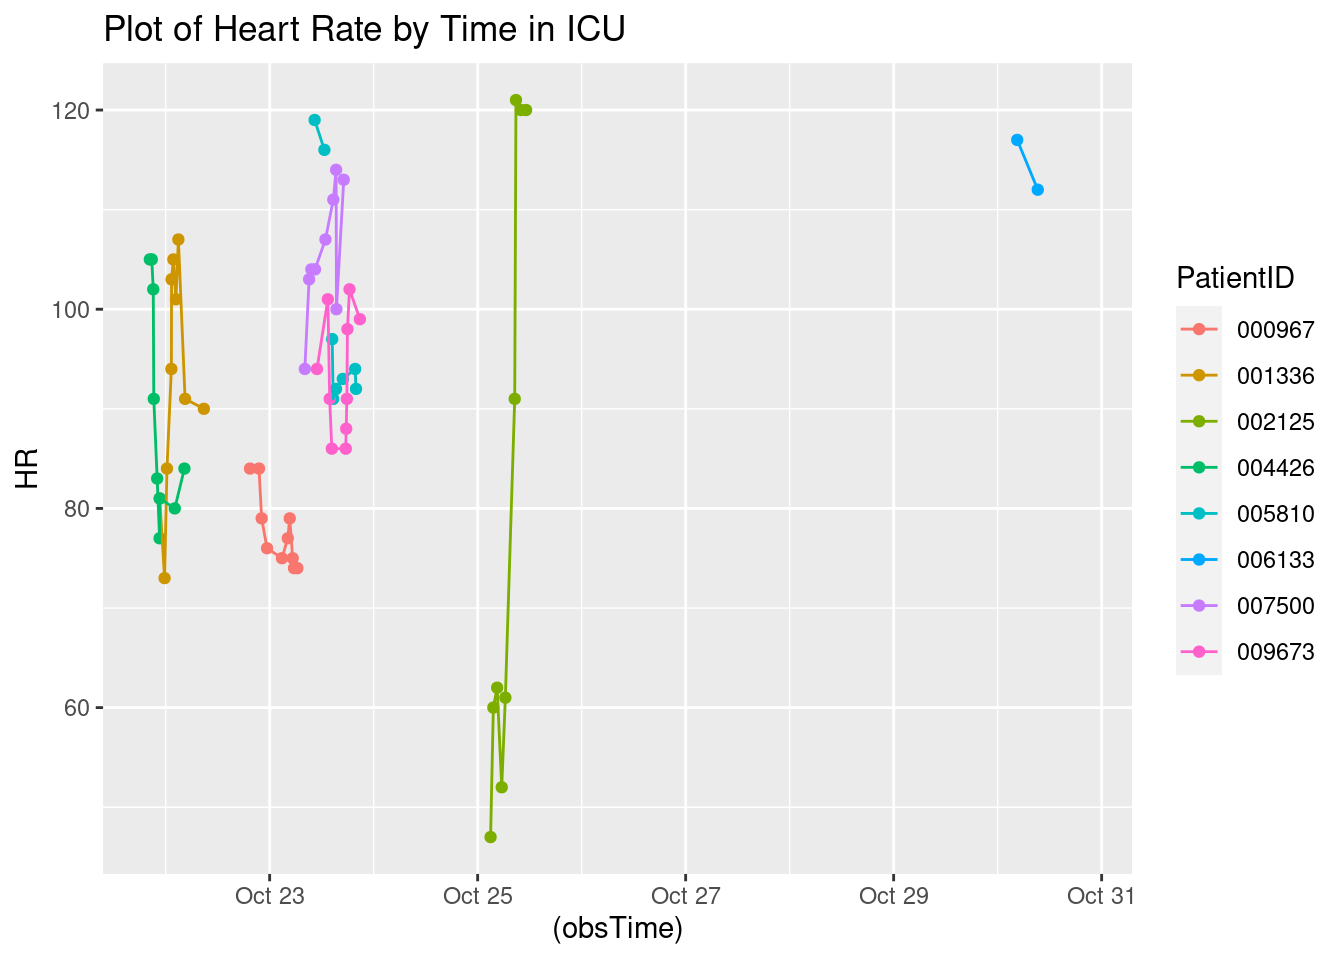 Plot of Heart Rate by Time in ICU
120
100
80
60
HR
Oct 23
Oct 25
Oct 27
Oct 29
Oct 31
(obsTime)
PatientID
000967
001336
002125
004426
005810
006133
007500
009673